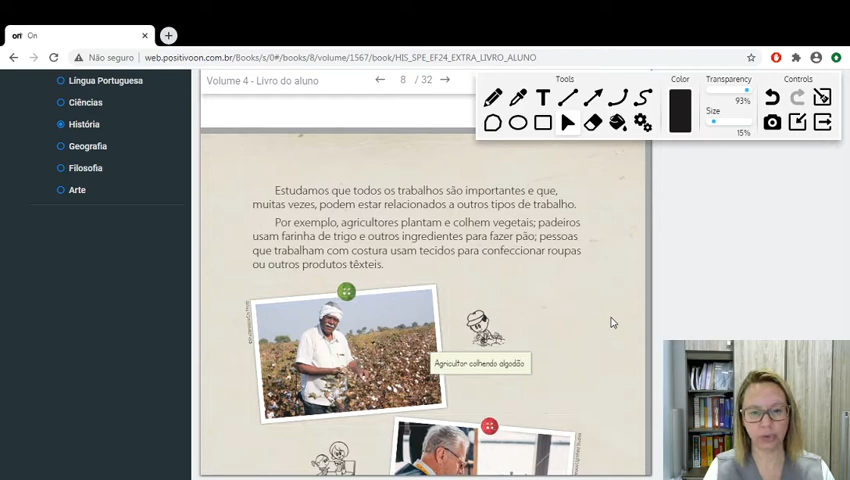 On
Não seguro
web.positivoon.com.br/Books/s/0#/books/8/volume/1567/book/HIS_SPE_EF24_EXTRA_LIVRO_ALUNO
Língua Portuguesa
Ciências
História
Geografia
Filosofia
Arte
Volume 4 - Livro do aluno
8 / 32
Tools
Color
Transparency
93%
Size
15%
Controls
Estudamos que todos os trabalhos são importantes e que,
muitas vezes, podem estar relacionados a outros tipos de trabalho.
Por exemplo, agricultores plantam e colhem vegetais; padeiros
usam farinha de trigo e outros ingredientes para fazer pão; pessoas
que trabalham com costura usam tecidos para confeccionar roupas
ou outros produtos têxteis.
Agricultor colhendo algodão